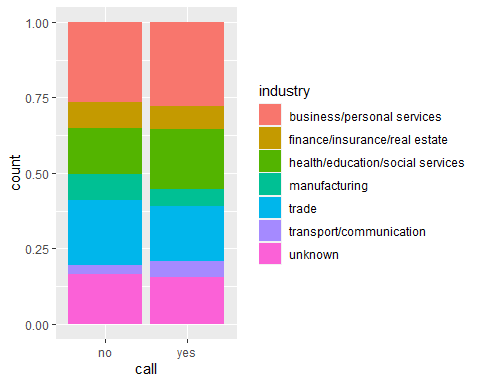 1.00
0.75
0.50
0.25
0.00
count
no
yes
call
industry
business/personal services
finance/insurance/real estate
health/education/social services
manufacturing
trade
transport/communication
unknown